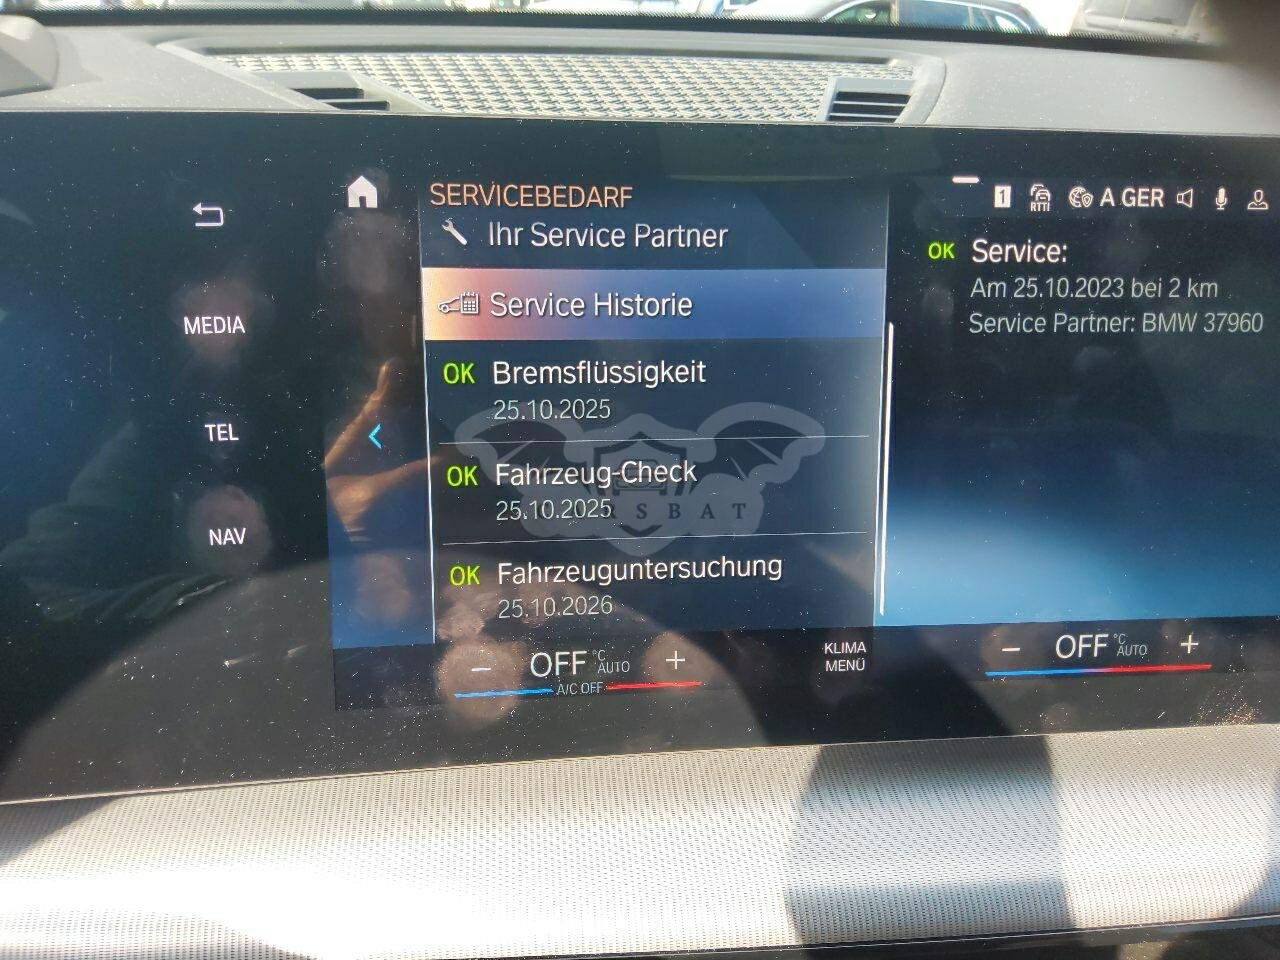 SERVICEBEDARF
Ihr Service Partner
Service Historie
OK Bremsflüssigkeit
25.10.2025
OK Fahrzeug-Check
25.10.2025
OK Fahrzeuguntersuchung
25.10.2026
MEDIA
TEL
NAV
1 RTTI A GER
OK Service:
Am 25.10.2023 bei 2 km
Service Partner: BMW 37960
− OFF °C AUTO +
A/C OFF
KLIMA
MENÜ
− OFF °C AUTO +
RSBAT